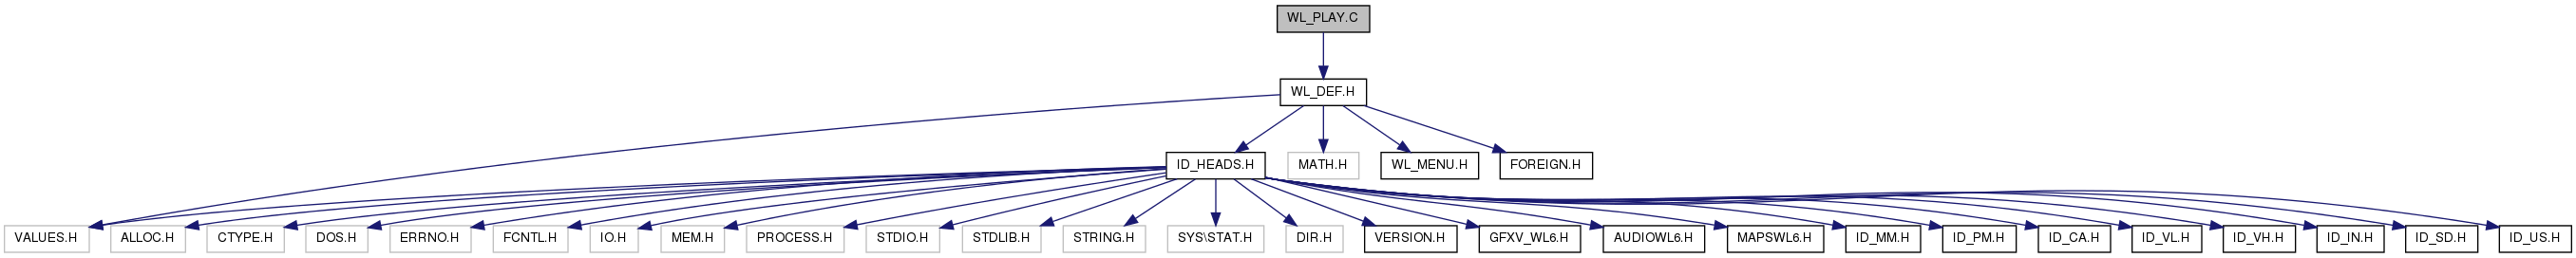 WL_PLAY.C
WL_DEF.H
ID_HEADS.H
MATH.H
WL_MENU.H
FOREIGN.H
VALUES.H
ALLOC.H
CTYPE.H
DOS.H
ERRNO.H
FCNTL.H
IO.H
MEM.H
PROCESS.H
STDIO.H
STDLIB.H
STRING.H
SYS\STAT.H
DIR.H
VERSION.H
GFXV_WL6.H
AUDIOWL6.H
MAPSWL6.H
ID_MM.H
ID_PM.H
ID_CA.H
ID_VL.H
ID_VH.H
ID_IN.H
ID_SD.H
ID_US.H